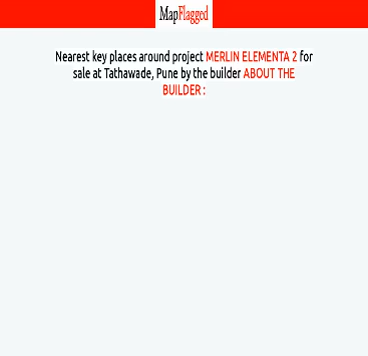 MapFlagged
Nearest key places around project MERLIN ELEMENTA 2 for
sale at Tathawade, Pune by the builder ABOUT THE
BUILDER :